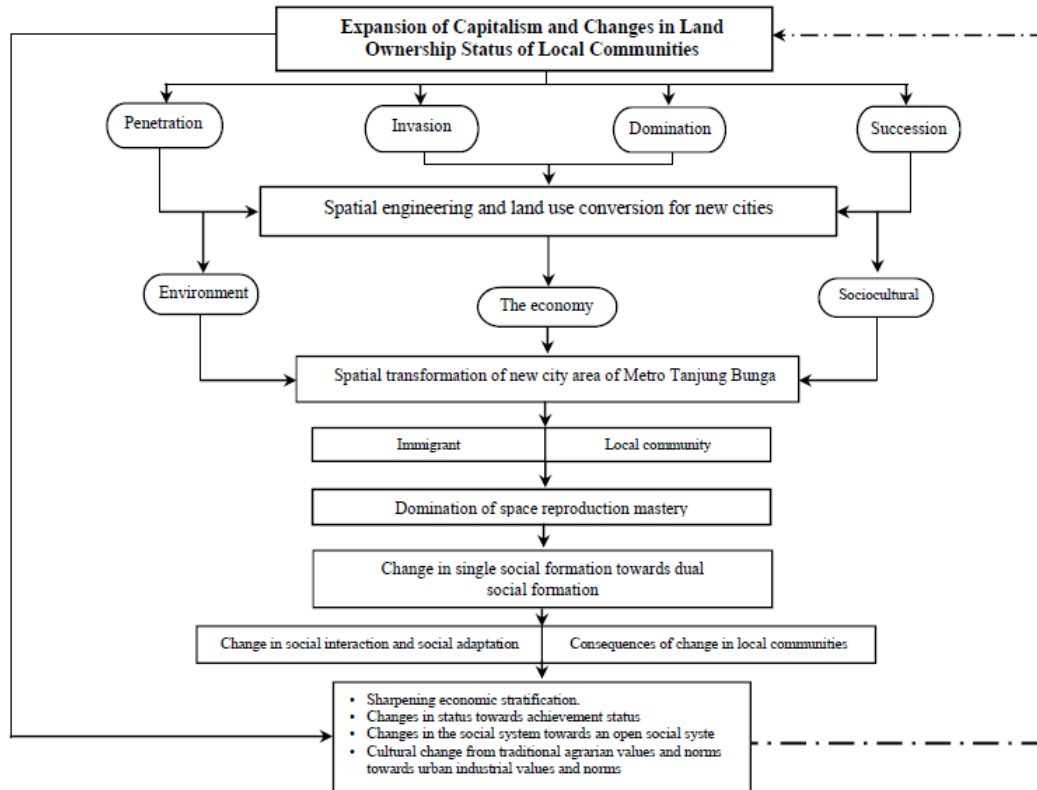 Expansion of Capitalism and Changes in Land
Ownership Status of Local Communities
Penetration
Invasion
Domination
Succession
Spatial engineering and land use conversion for new cities
Environment
The economy
Sociocultural
Spatial transformation of new city area of Metro Tanjung Bunga
Immigrant
Local community
Domination of space reproduction mastery
Change in single social formation towards dual
social formation
Change in social interaction and social adaptation
Consequences of change in local communities
• Sharpening economic stratification.
• Changes in status towards achievement status
• Changes in the social system towards an open social syste
• Cultural change from traditional agrarian values and norms
towards urban industrial values and norms